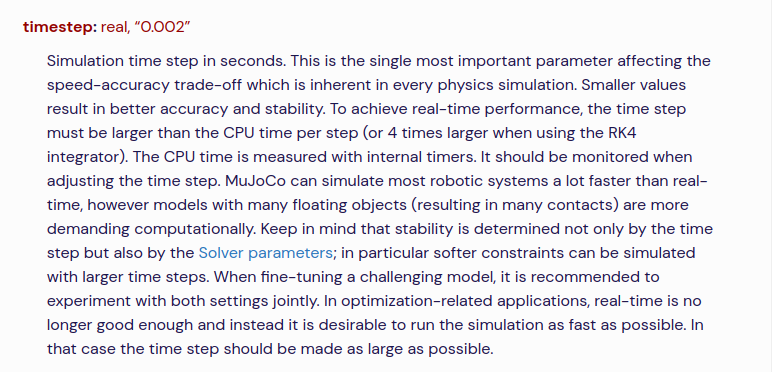 timestep: real, “0.002”
Simulation time step in seconds. This is the single most important parameter affecting the
speed-accuracy trade-off which is inherent in every physics simulation. Smaller values
result in better accuracy and stability. To achieve real-time performance, the time step
must be larger than the CPU time per step (or 4 times larger when using the RK4
integrator). The CPU time is measured with internal timers. It should be monitored when
adjusting the time step. MuJoCo can simulate most robotic systems a lot faster than real-
time, however models with many floating objects (resulting in many contacts) are more
demanding computationally. Keep in mind that stability is determined not only by the time
step but also by the Solver parameters; in particular softer constraints can be simulated
with larger time steps. When fine-tuning a challenging model, it is recommended to
experiment with both settings jointly. In optimization-related applications, real-time is no
longer good enough and instead it is desirable to run the simulation as fast as possible. In
that case the time step should be made as large as possible.